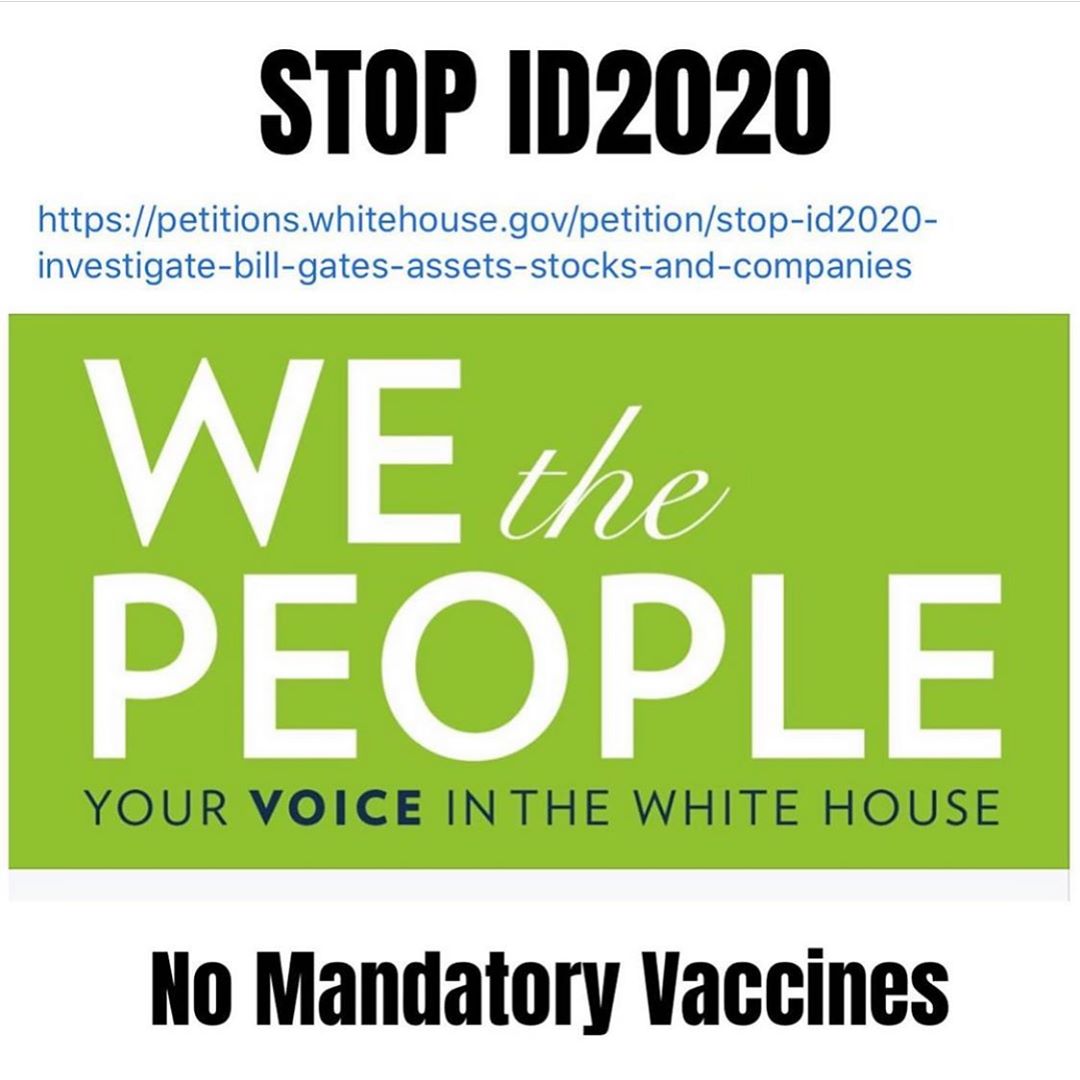 STOP ID2020
https://petitions.whitehouse.gov/petition/stop-id2020-
investigate-bill-gates-assets-stocks-and-companies
WE the
PEOPLE
YOUR VOICE IN THE WHITE HOUSE
No Mandatory Vaccines